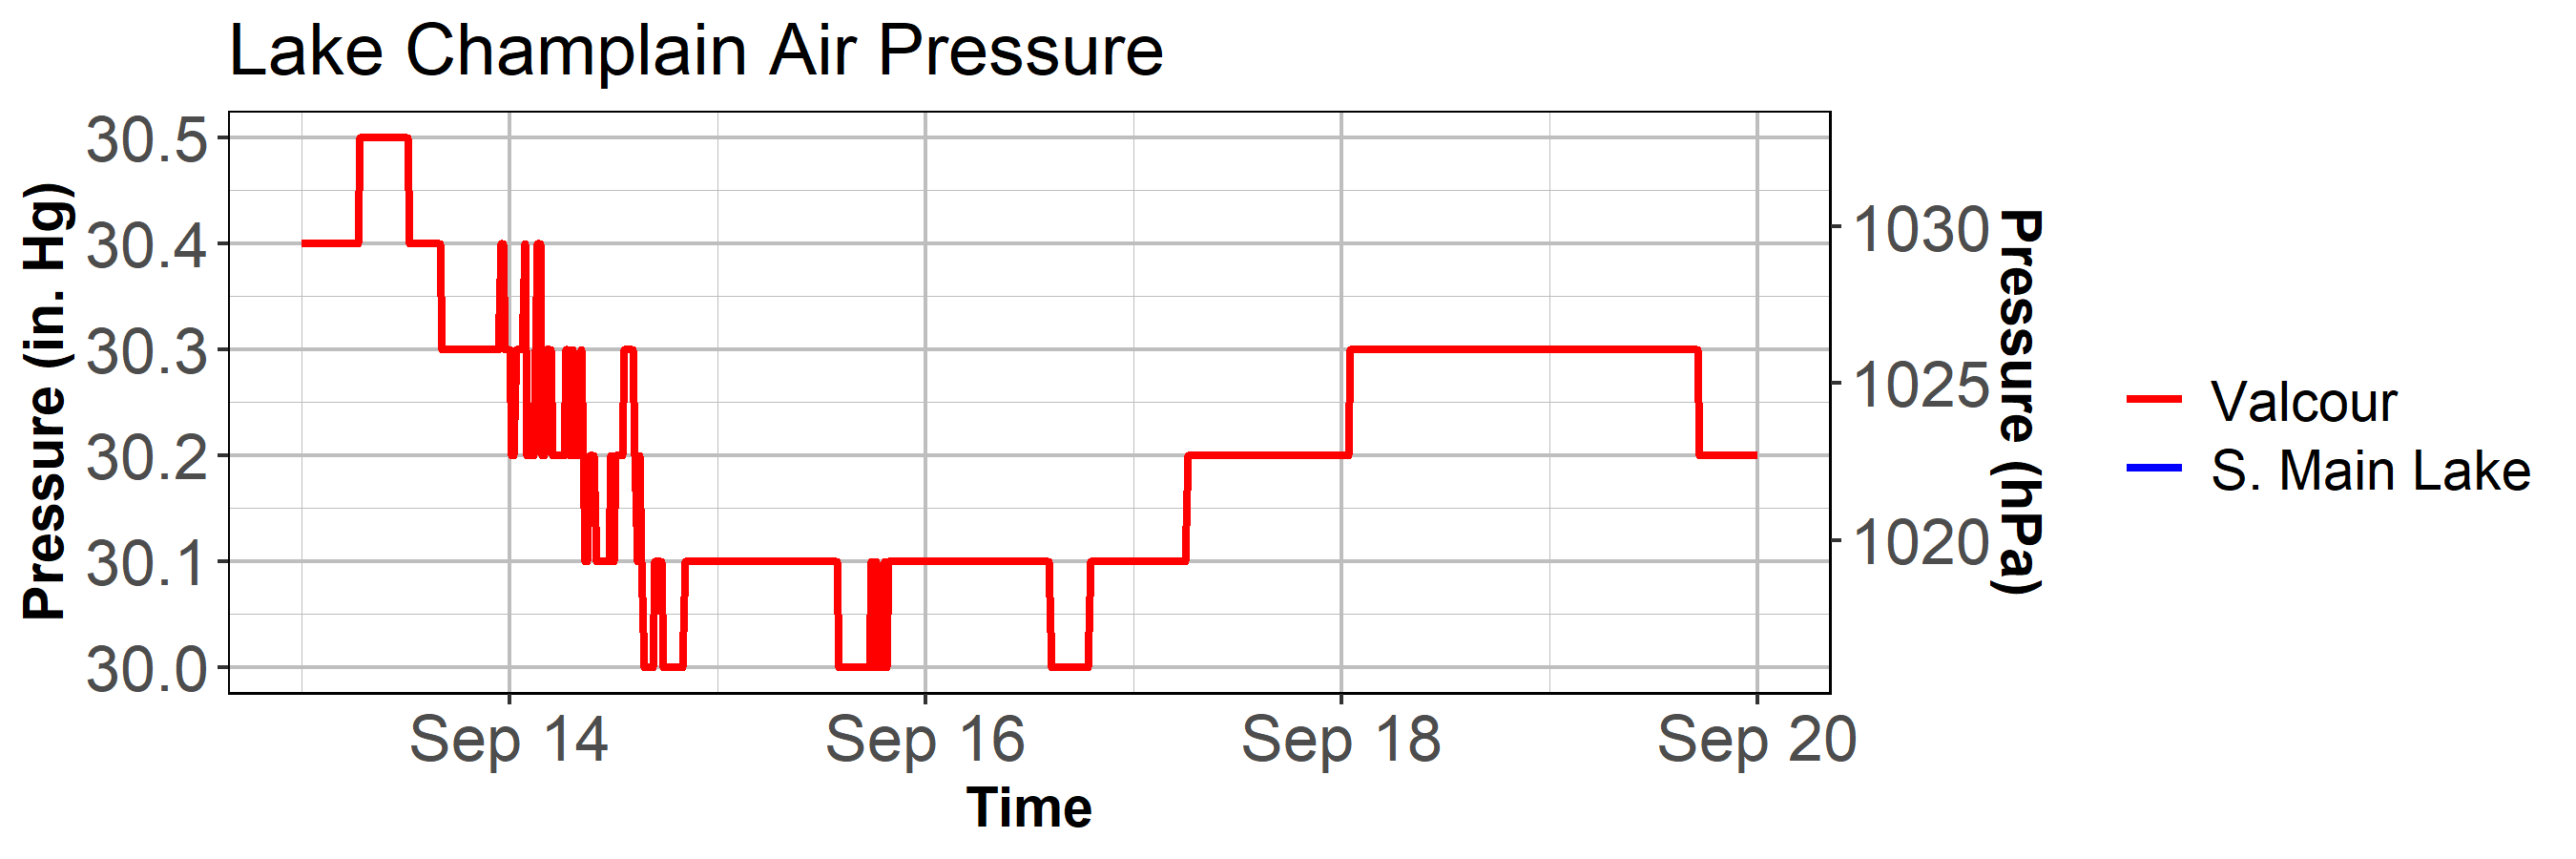 Lake Champlain Air Pressure
30.5
30.4
30.3
30.2
30.1
30.0
Pressure (in. Hg)
1030
1025
1020
Pressure (hPa)
Sep 14
Sep 16
Sep 18
Sep 20
Time
Valcour
S. Main Lake